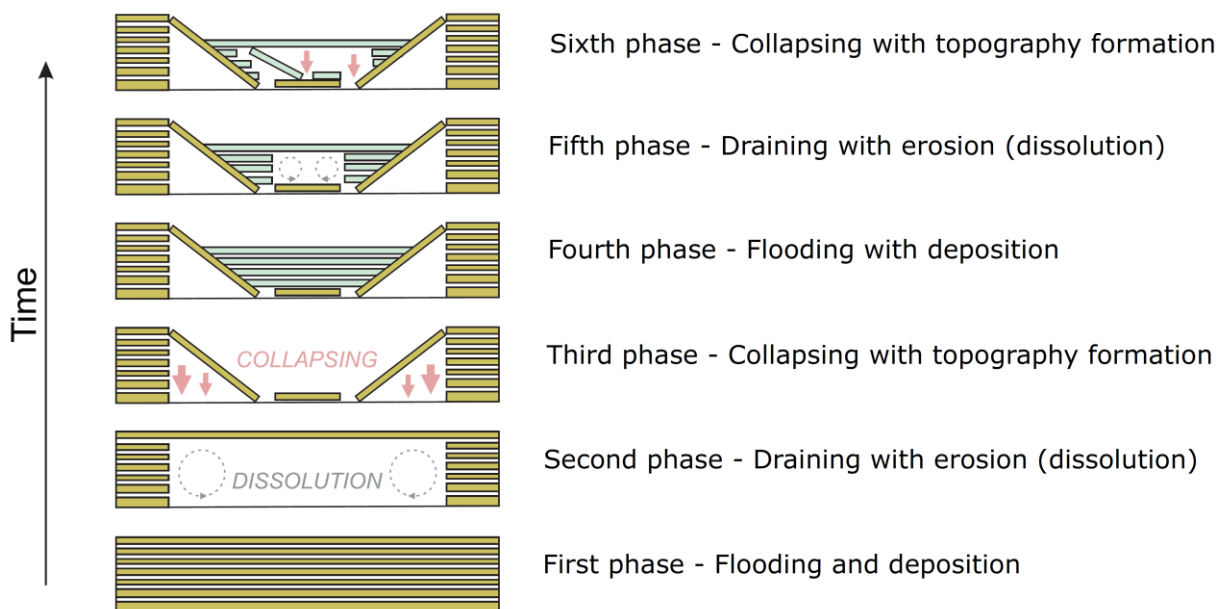 Sixth phase - Collapsing with topography formation
Fifth phase - Draining with erosion (dissolution)
Fourth phase - Flooding with deposition
Time
COLLAPSING
Third phase - Collapsing with topography formation
DISSOLUTION
Second phase - Draining with erosion (dissolution)
First phase - Flooding and deposition